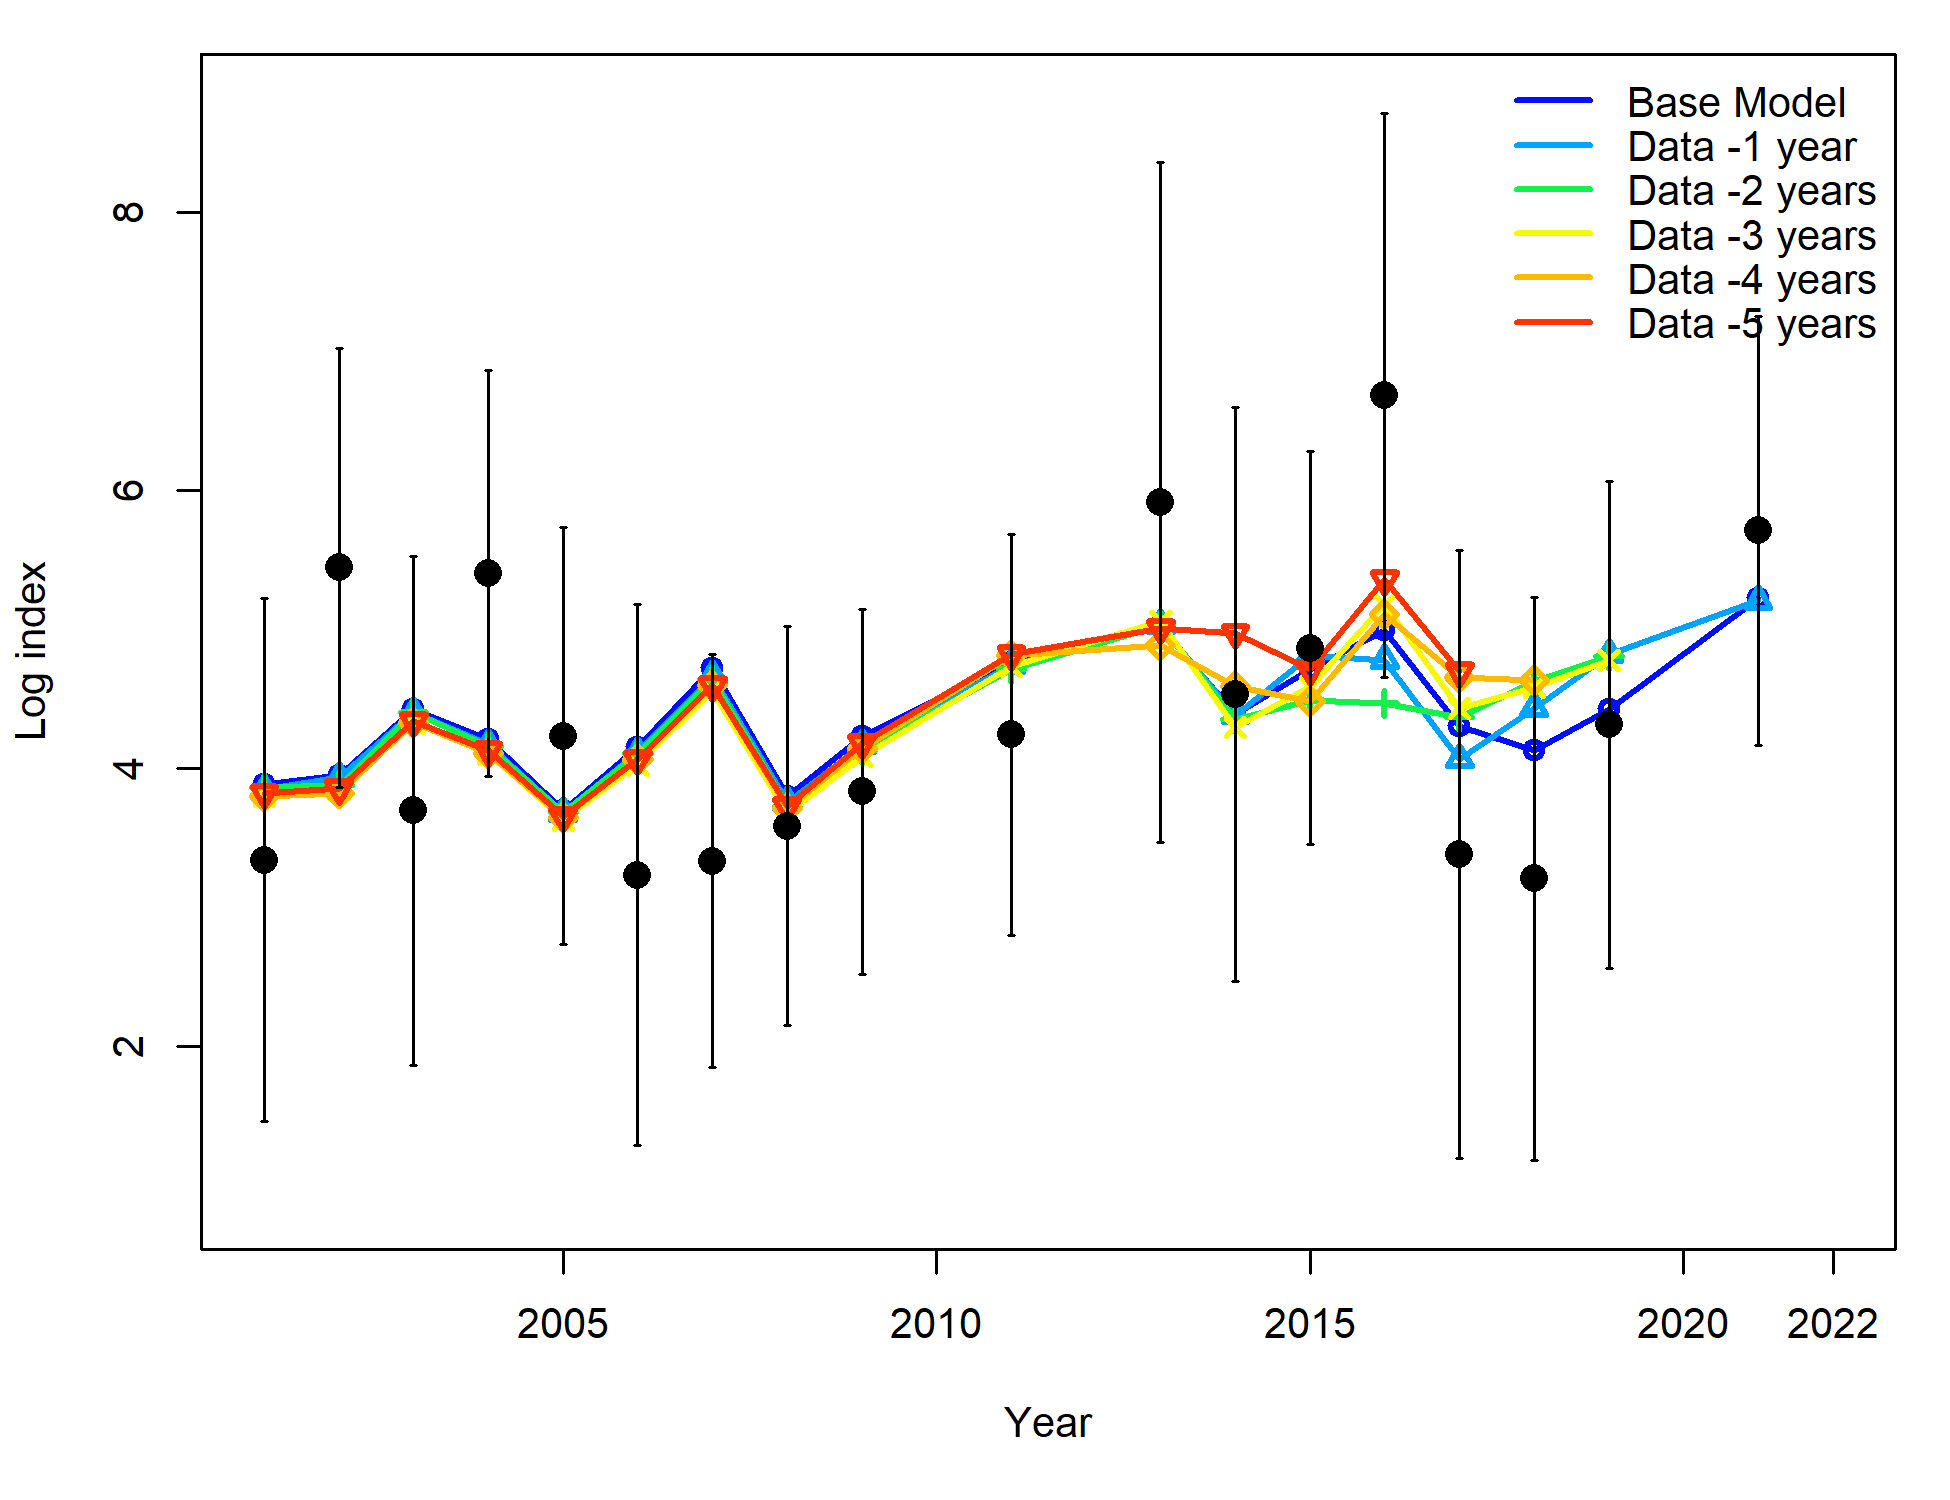 Base Model
Data -1 year
Data -2 years
Data -3 years
Data -4 years
Data -5 years
8
6
4
2
Log index
2005 2010 2015 2020 2022
Year